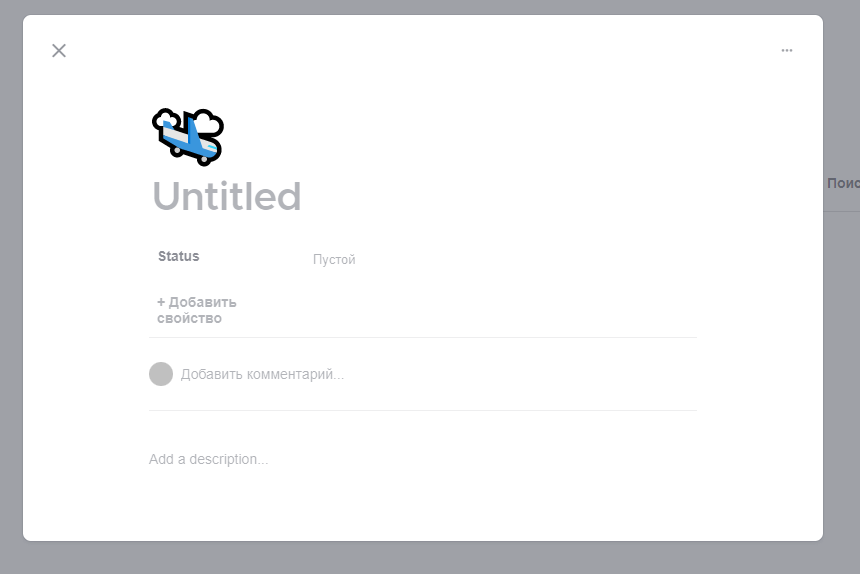 Untitled
Status
Пустой
+ Добавить
свойство
Добавить комментарий...
Add a description...